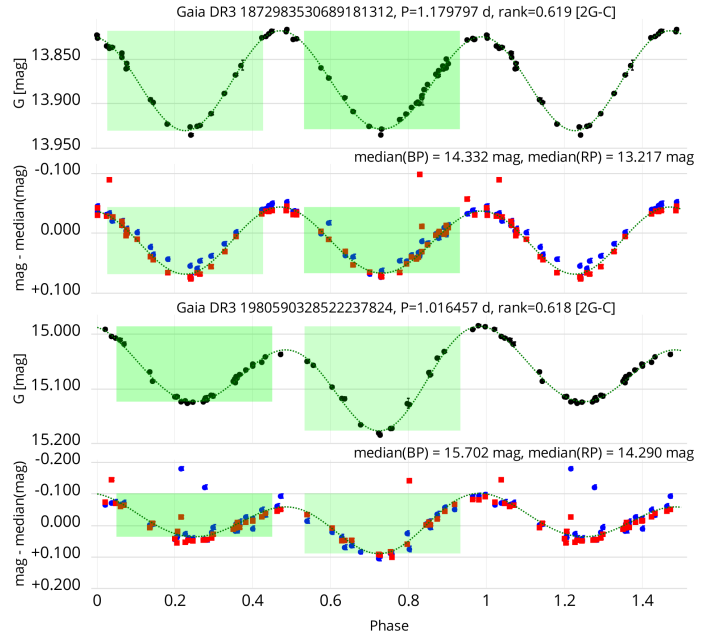 Gaia DR3 1872983530689181312, P=1.179797 d, rank=0.619 [2G-C]
G [mag]
13.850
13.900
13.950
median(BP) = 14.332 mag, median(RP) = 13.217 mag
mag - median(mag)
-0.100
0.000
+0.100
Gaia DR3 1980590328522237824, P=1.016457 d, rank=0.618 [2G-C]
G [mag]
15.000
15.100
15.200
median(BP) = 15.702 mag, median(RP) = 14.290 mag
mag - median(mag)
-0.200
-0.100
0.000
+0.100
+0.200
0 0.2 0.4 0.6 0.8 1 1.2 1.4
Phase